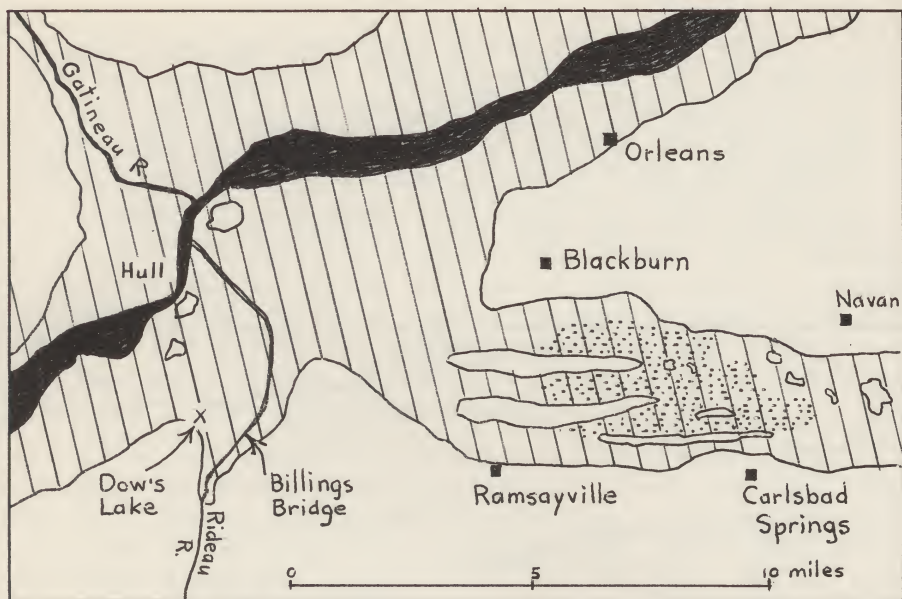 Gatineau R.
Orleans
Blackburn
Hull
Navan
X
Dow's
Lake
Billings
Bridge
Ramsayville
Carlsbad
Springs
Rideau
R.
0 5 10 miles